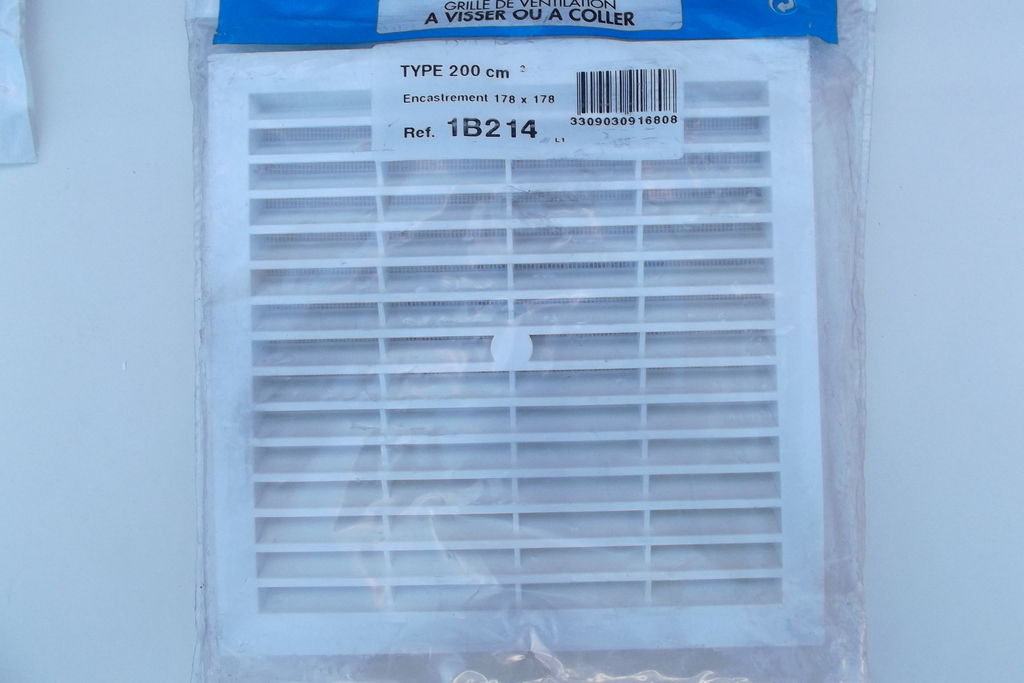 GRILLE DE VENTILATION
A VISSER OU A COLLER
TYPE 200 cm ²
Encastrement 178 x 178
3309030916808
Ref. 1B214
L1